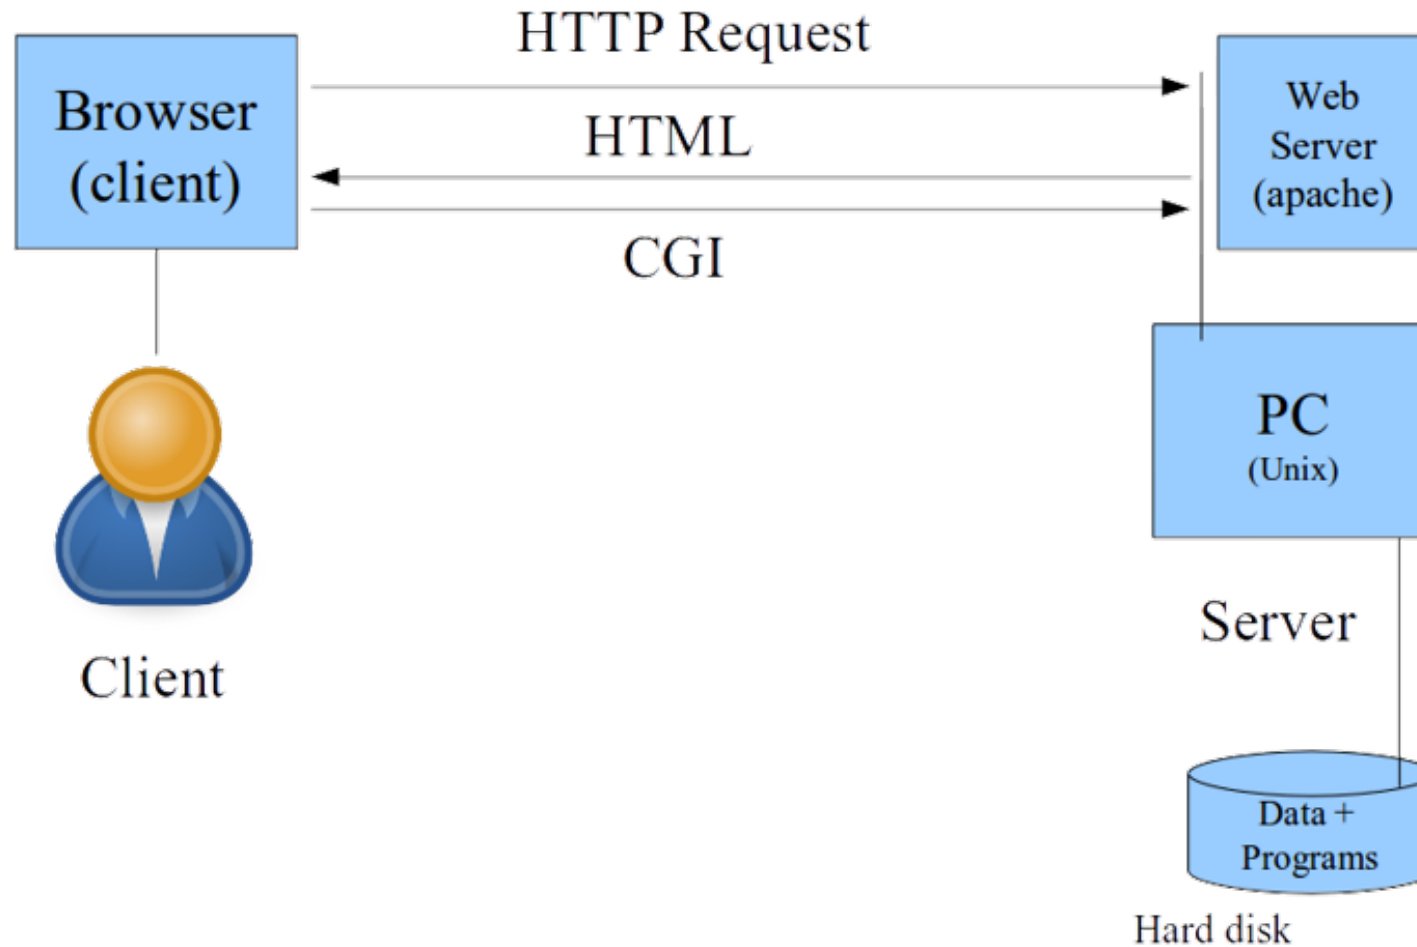 HTTP Request
Browser
(client)
HTML
CGI
Web
Server
(apache)
PC
(Unix)
Server
Client
Data +
Programs
Hard disk